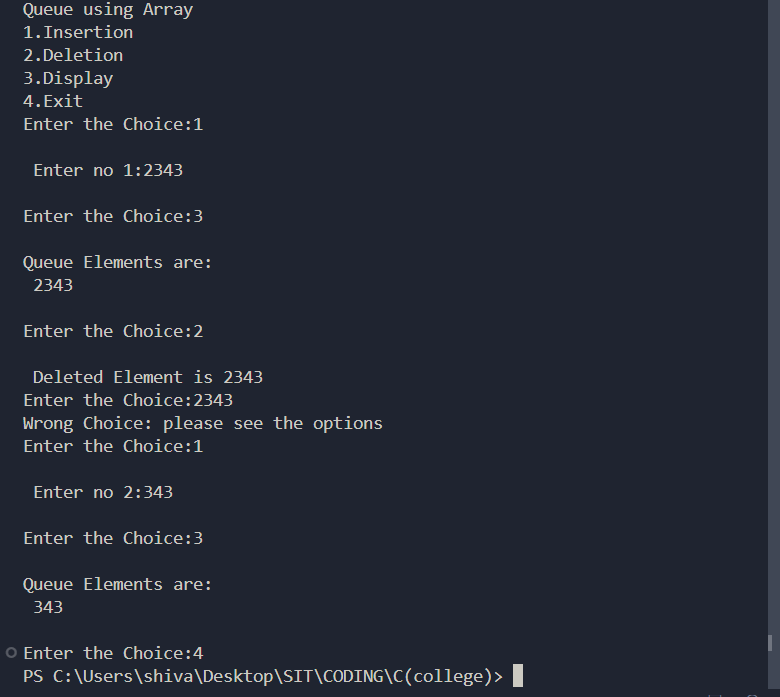 Queue using Array
1.Insertion
2.Deletion
3.Display
4.Exit
Enter the Choice:1
Enter no 1:2343
Enter the Choice:3
Queue Elements are:
2343
Enter the Choice:2
Deleted Element is 2343
Enter the Choice:2343
Wrong Choice: please see the options
Enter the Choice:1
Enter no 2:343
Enter the Choice:3
Queue Elements are:
343
Enter the Choice:4
PS C:\Users\shiva\Desktop\SIT\CODING\C(college)>